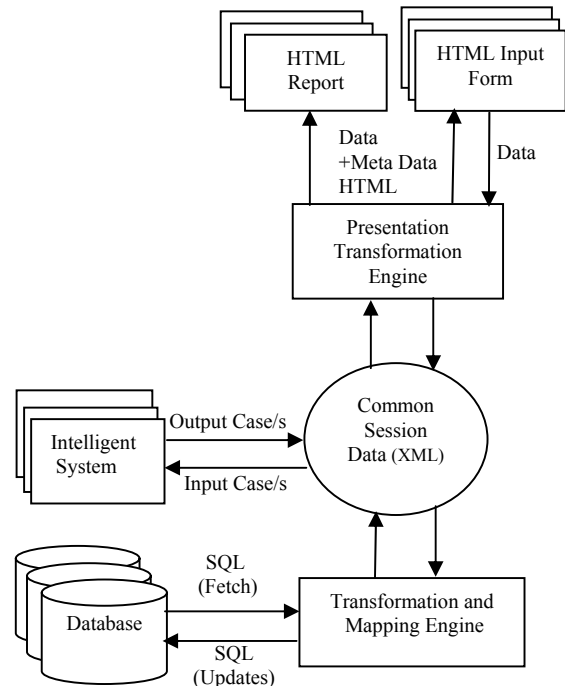 HTML
Report
HTML Input
Form
Data
+Meta Data
HTML
Data
Presentation
Transformation
Engine
Output Case/s
Intelligent
System
Input Case/s
Common
Session
Data (XML)
SQL
(Fetch)
Database
SQL
(Updates)
Transformation and
Mapping Engine